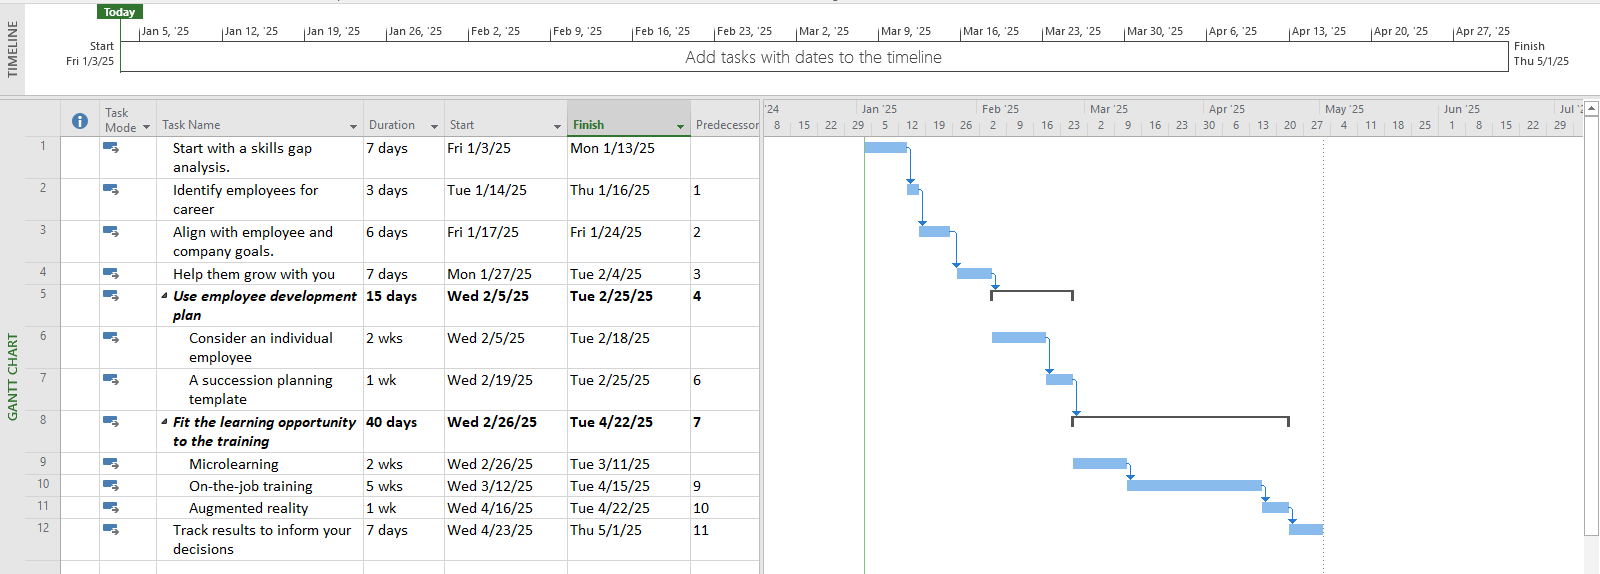 Today
Jan 5, '25 Jan 12, '25 Jan 19, '25 Jan 26, '25 Feb 2, '25 Feb 9, '25 Feb 16, '25 Feb 23, '25 Mar 2, '25 Mar 9, '25 Mar 16, '25 Mar 23, '25 Mar 30, '25 Apr 6, '25 Apr 13, '25 Apr 20, '25 Apr 27, '25
TIMELINE
Start
Fri 1/3/25
Add tasks with dates to the timeline
Finish
Thu 5/1/25
GANTT CHART
Task Mode Task Name Duration Start Finish Predecessor
'24 Jan '25 Feb '25 Mar '25 Apr '25 May '25 Jun '25 Jul
8 15 22 29 5 12 19 26 2 9 16 23 2 9 16 23 30 6 13 20 27 4 11 18 25 1 8 15 22 29
1 Start with a skills gap 7 days Fri 1/3/25 Mon 1/13/25
analysis.
2 Identify employees for 3 days Tue 1/14/25 Thu 1/16/25 1
career
3 Align with employee and 6 days Fri 1/17/25 Fri 1/24/25 2
company goals.
4 Help them grow with you 7 days Mon 1/27/25 Tue 2/4/25 3
5 Use employee development 15 days Wed 2/5/25 Tue 2/25/25 4
plan
6 Consider an individual 2 wks Wed 2/5/25 Tue 2/18/25
employee
7 A succession planning 1 wk Wed 2/19/25 Tue 2/25/25 6
template
8 Fit the learning opportunity 40 days Wed 2/26/25 Tue 4/22/25 7
to the training
9 Microlearning 2 wks Wed 2/26/25 Tue 3/11/25
10 On-the-job training 5 wks Wed 3/12/25 Tue 4/15/25 9
11 Augmented reality 1 wk Wed 4/16/25 Tue 4/22/25 10
12 Track results to inform your 7 days Wed 4/23/25 Thu 5/1/25 11
decisions